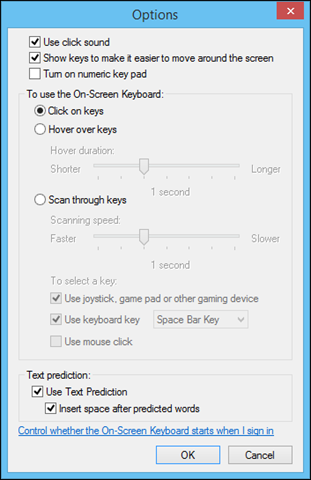 Options
Use click sound
Show keys to make it easier to move around the screen
Turn on numeric key pad
To use the On-Screen Keyboard:
Click on keys
Hover over keys
Hover duration:
Shorter Longer
1 second
Scan through keys
Scanning speed:
Faster Slower
1 second
To select a key:
Use joystick, game pad or other gaming device
Use keyboard key Space Bar Key
Use mouse click
Text prediction:
Use Text Prediction
Insert space after predicted words
Control whether the On-Screen Keyboard starts when I sign in
OK Cancel